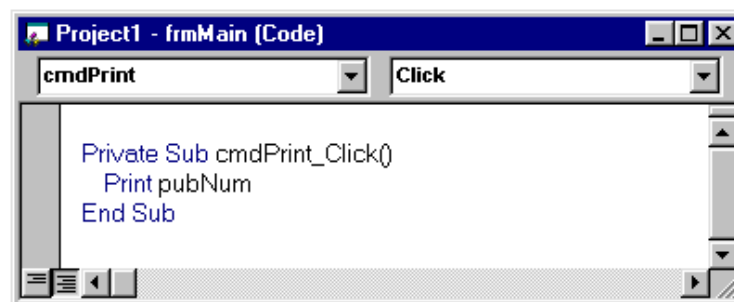 Project1 - frmMain (Code)
cmdPrint Click
Private Sub cmdPrint_Click()
Print pubNum
End Sub